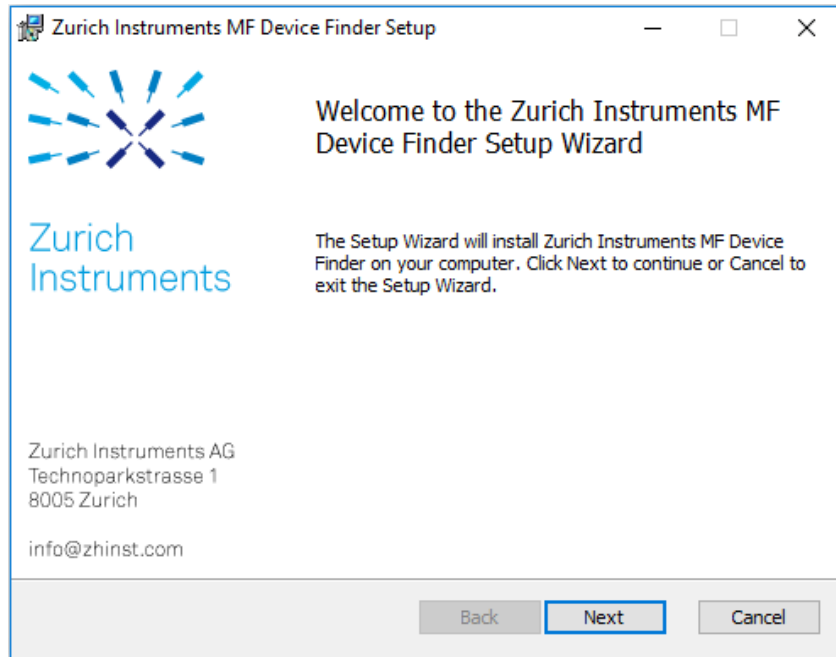 Zurich Instruments MF Device Finder Setup
Welcome to the Zurich Instruments MF
Device Finder Setup Wizard
Zurich
Instruments
The Setup Wizard will install Zurich Instruments MF Device
Finder on your computer. Click Next to continue or Cancel to
exit the Setup Wizard.
Zurich Instruments AG
Technoparkstrasse 1
8005 Zurich
info@zhinst.com
Back
Next
Cancel